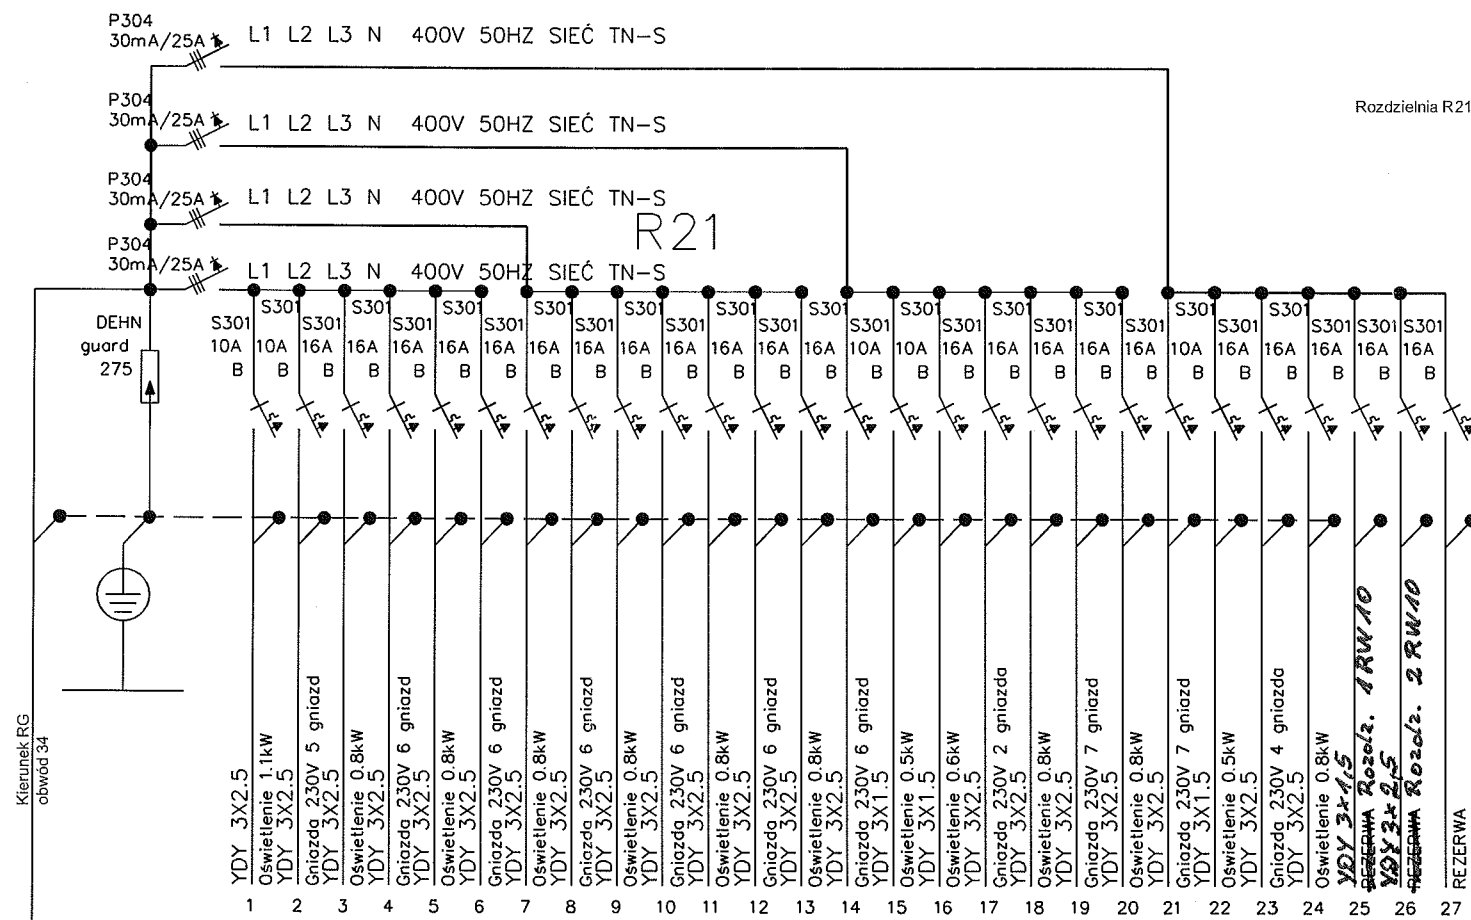 P304
30mA/25A L1 L2 L3 N 400V 50HZ SIEĆ TN-S
P304
30mA/25A L1 L2 L3 N 400V 50HZ SIEĆ TN-S
Rozdzielnia R21
P304
30mA/25A L1 L2 L3 N 400V 50HZ SIEĆ TN-S
R21
P304
30mA/25A L1 L2 L3 N 400V 50HZ SIEĆ TN-S
DEHN
guard
275
S301 S301 S301 S301 S301 S301 S301 S301 S301 S301 S301 S301 S301 S301 S301 S301 S301 S301 S301 S301 S301 S301 S301 S301 S301 S301 S301
10A 10A 16A 16A 16A 16A 16A 16A 16A 16A 16A 16A 16A 16A 10A 10A 16A 16A 16A 16A 16A 10A 16A 16A 16A 16A 16A
B B B B B B B B B B B B B B B B B B B B B B B B B B B
Kierunek RG
obwód 34
YDY 3X2.5
Oświetlenie 1.1kW
YDY 3X2.5
Gniazda 230V 5 gniazd
YDY 3X2.5
Oświetlenie 0.8kW
YDY 3X2.5
Gniazda 230V 6 gniazd
YDY 3X2.5
Oświetlenie 0.8kW
YDY 3X2.5
Gniazda 230V 6 gniazd
YDY 3X2.5
Oświetlenie 0.8kW
YDY 3X2.5
Gniazda 230V 6 gniazd
YDY 3X2.5
Oświetlenie 0.8kW
YDY 3X2.5
Gniazda 230V 6 gniazd
YDY 3X2.5
Oświetlenie 0.8kW
YDY 3X2.5
Gniazda 230V 6 gniazd
YDY 3X2.5
Oświetlenie 0.8kW
YDY 3X2.5
Gniazda 230V 6 gniazd
YDY 3X1.5
Oświetlenie 0.5kW
YDY 3X1.5
Oświetlenie 0.6kW
YDY 3X2.5
Gniazda 230V 2 gniazda
YDY 3X2.5
Oświetlenie 0.8kW
YDY 3X2.5
Gniazda 230V 7 gniazd
YDY 3X2.5
Oświetlenie 0.8kW
YDY 3X2.5
Gniazda 230V 7 gniazd
YDY 3X1.5
Oświetlenie 0.5kW
YDY 3X2.5
Gniazda 230V 4 gniazda
YDY 3X2.5
Oświetlenie 0.8kW
YDY 3x1,5
REZERWA Rozdz. 1RW10
YDY 3x2,5
REZERWA Rozdz. 2RW10
REZERWA
1 2 3 4 5 6 7 8 9 10 11 12 13 14 15 16 17 18 19 20 21 22 23 24 25 26 27